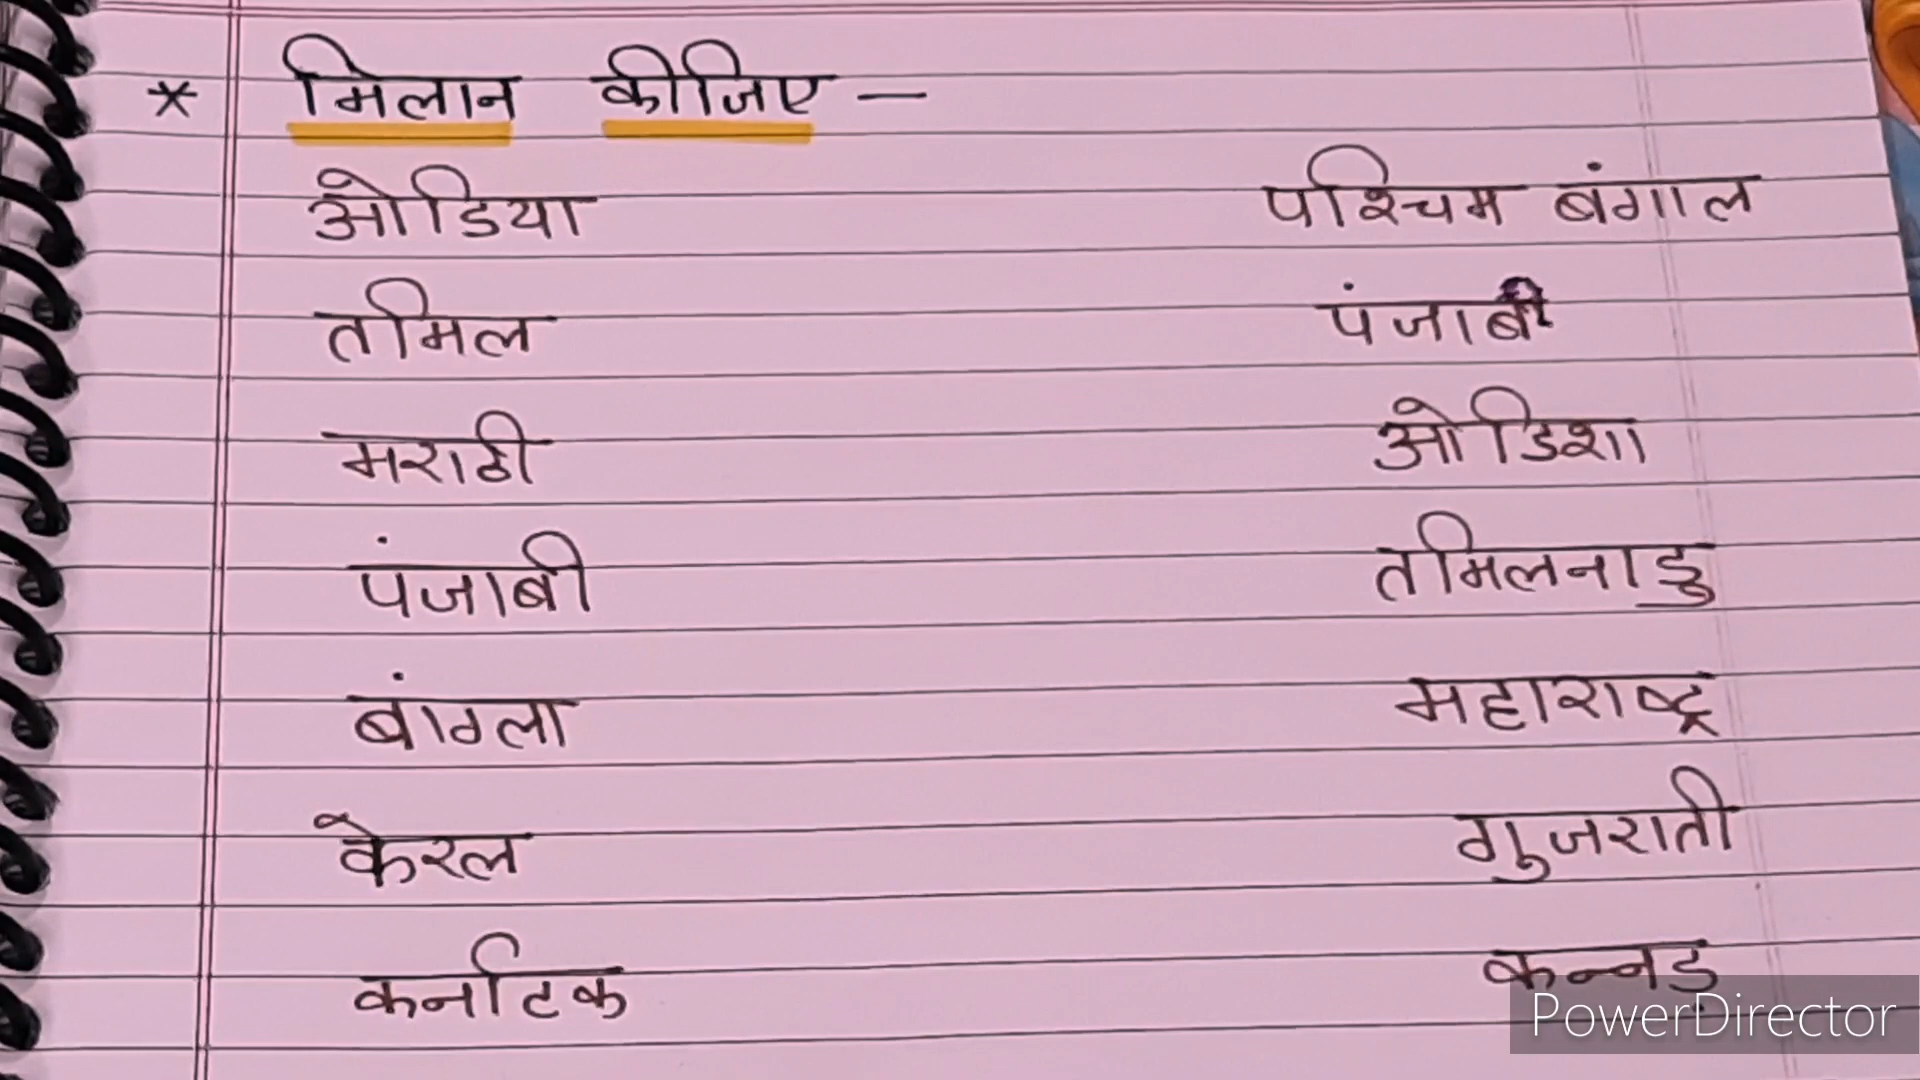 * मिलान कीजिए —
ओडिया पश्चिम बंगाल
तमिल पंजाबी
मराठी ओडिशा
पंजाबी तमिलनाडु
बांग्ला महाराष्ट्र
केरल गुजराती
कर्नाटक कन्नड़
PowerDirector